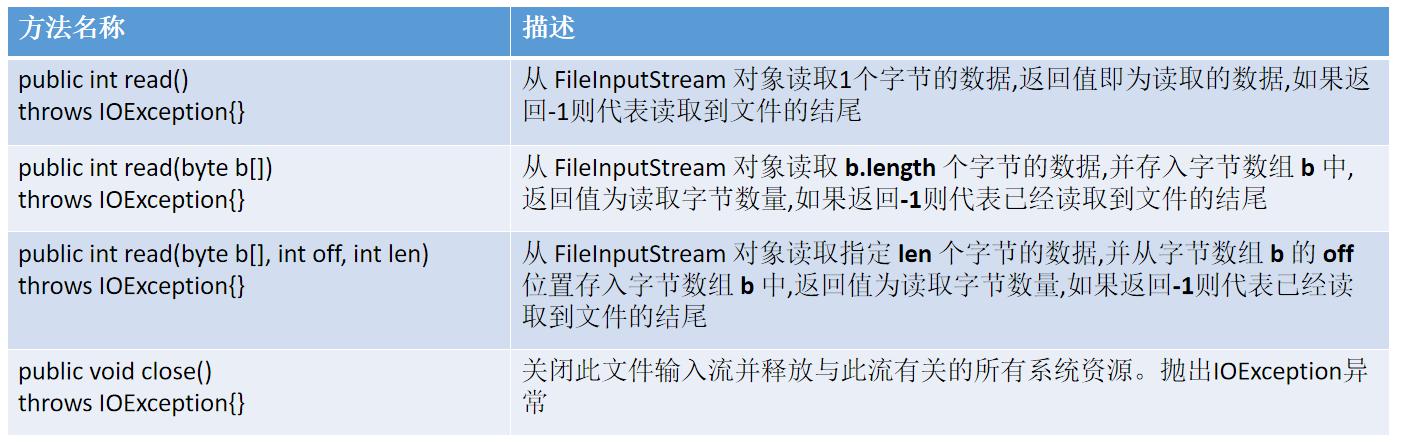 方法名称
描述
public int read()
throws IOException{}
从 FileInputStream 对象读取1个字节的数据,返回值即为读取的数据,如果返
回-1则代表读取到文件的结尾
public int read(byte b[])
throws IOException{}
从 FileInputStream 对象读取 b.length 个字节的数据,并存入字节数组 b 中,
返回值为读取字节数量,如果返回-1则代表已经读取到文件的结尾
public int read(byte b[], int off, int len)
throws IOException{}
从 FileInputStream 对象读取指定 len 个字节的数据,并从字节数组 b 的 off
位置存入字节数组 b 中,返回值为读取字节数量,如果返回-1则代表已经读
取到文件的结尾
public void close()
throws IOException{}
关闭此文件输入流并释放与此流有关的所有系统资源。抛出IOException异
常